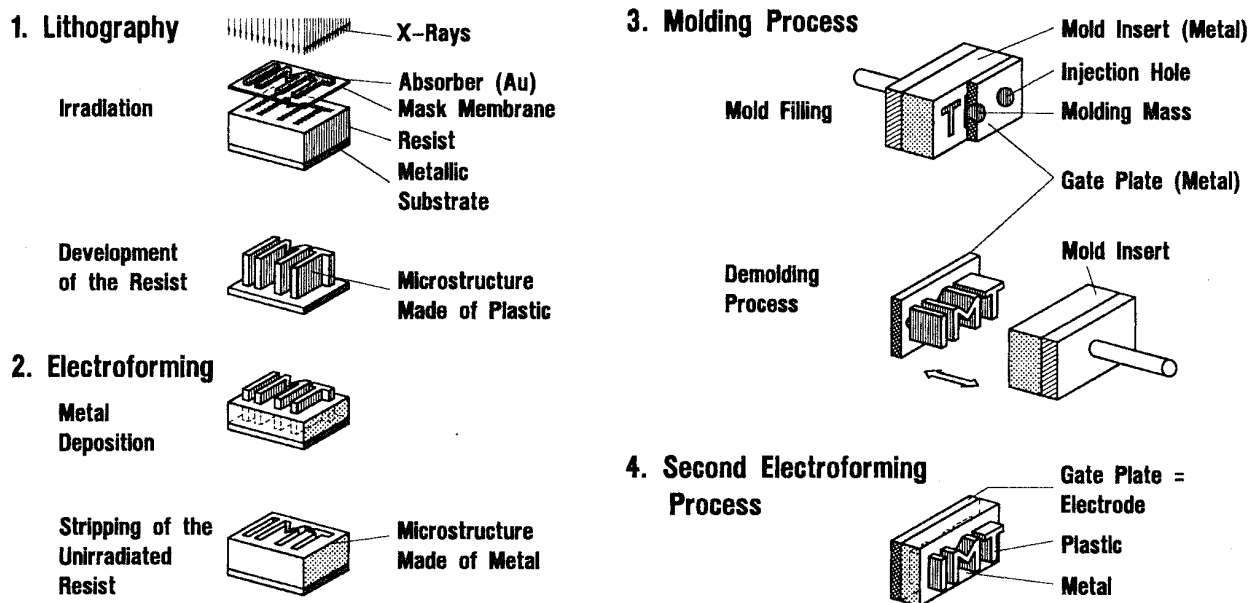 1. Lithography
X-Rays
Absorber (Au)
Mask Membrane
Irradiation
Resist
Metallic
Substrate
Development
of the Resist
Microstructure
Made of Plastic
2. Electroforming
Metal
Deposition
Stripping of the
Unirradiated
Resist
Microstructure
Made of Metal
3. Molding Process
Mold Insert (Metal)
Injection Hole
Mold Filling
Molding Mass
T
Gate Plate (Metal)
Mold Insert
Demolding
Process
IMT
4. Second Electroforming
Process
Gate Plate =
Electrode
Plastic
IMT
Metal